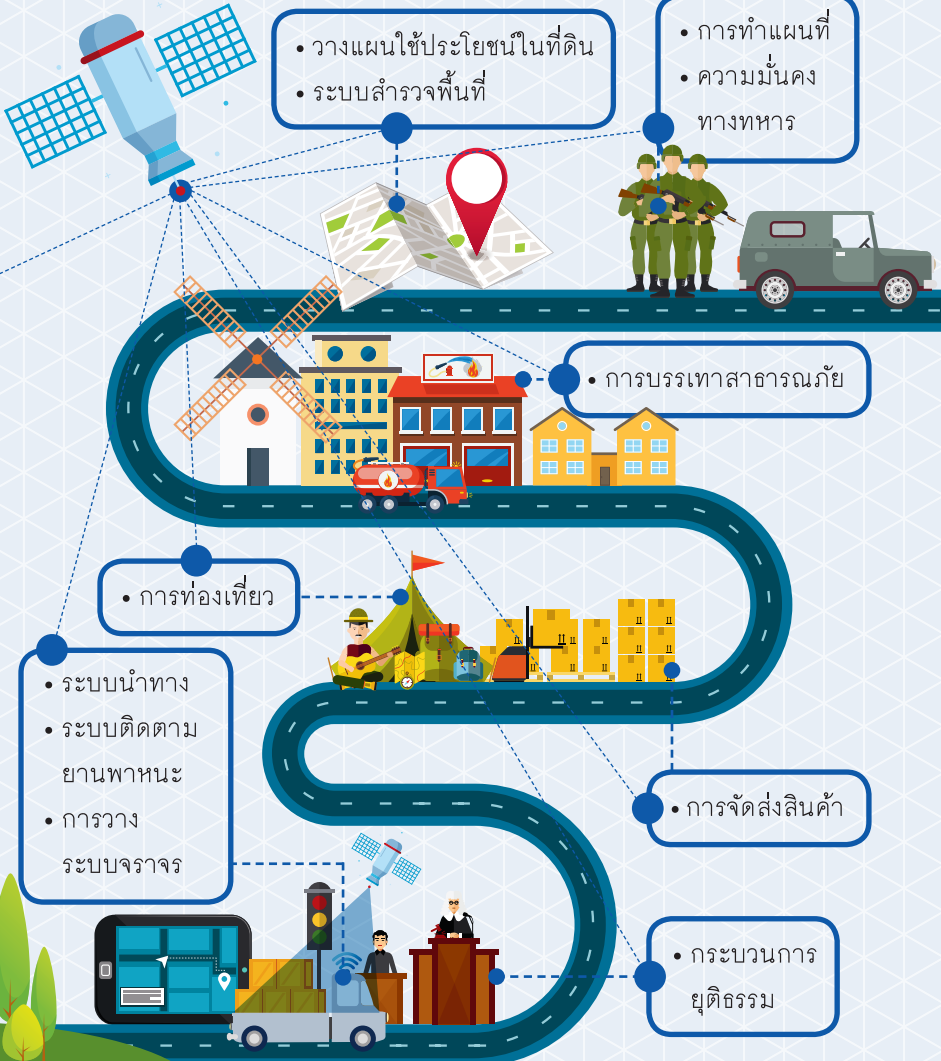 • วางแผนใช้ประโยชน์ในที่ดิน
• ระบบสำรวจพื้นที่
• การทำแผนที่
• ความมั่นคง
ทางทหาร
• การบรรเทาสาธารณภัย
• การท่องเที่ยว
• ระบบนำทาง
• ระบบติดตาม
ยานพาหนะ
• การวาง
ระบบจราจร
• การจัดส่งสินค้า
• กระบวนการ
ยุติธรรม